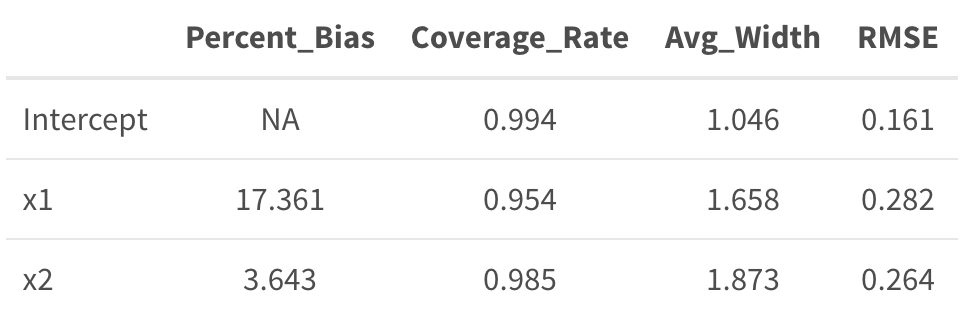 Percent_Bias Coverage_Rate Avg_Width RMSE
Intercept NA 0.994 1.046 0.161
x1 17.361 0.954 1.658 0.282
x2 3.643 0.985 1.873 0.264